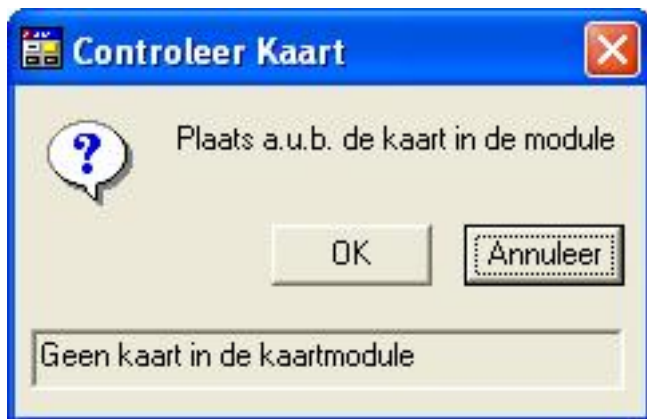 Controleer Kaart
Plaats a.u.b. de kaart in de module
OK Annuleer
Geen kaart in de kaartmodule